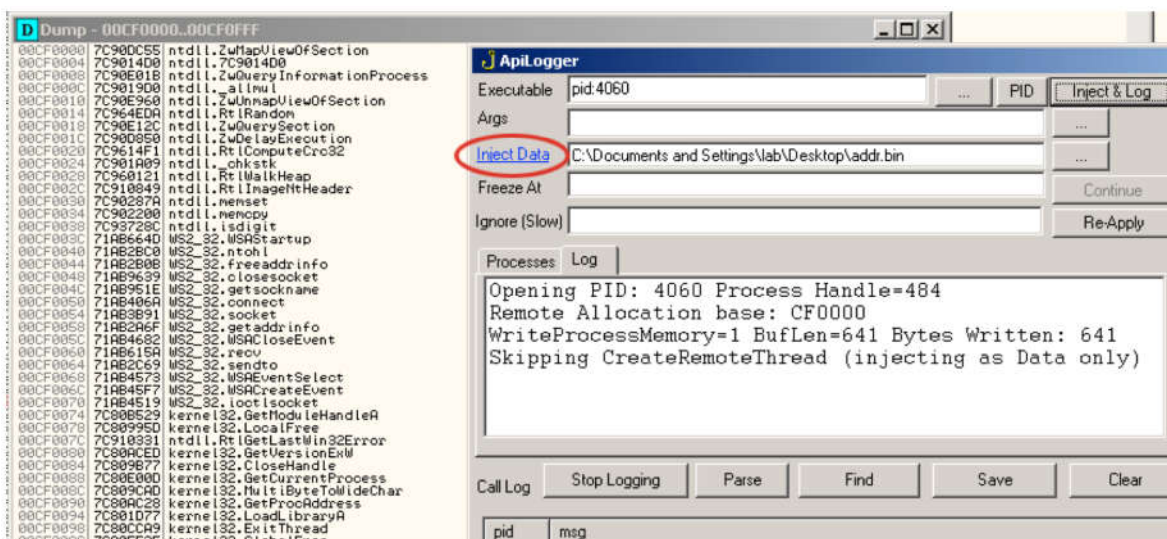 Dump - 00CF0000..00CF0FFF
00CF0000 7C90DC55 ntdll.ZwMapViewOfSection
00CF0004 7C9014D0 ntdll.7C9014D0
00CF0008 7C90E01B ntdll.ZwQueryInformationProcess
00CF000C 7C9019D0 ntdll._allmul
00CF0010 7C90E960 ntdll.ZwUnmapViewOfSection
00CF0014 7C964EDA ntdll.RtlRandom
00CF0018 7C90E12C ntdll.ZwQuerySection
00CF001C 7C90D850 ntdll.ZwDelayExecution
00CF0020 7C9614F1 ntdll.RtlComputeCrc32
00CF0024 7C901A09 ntdll._chkstk
00CF0028 7C960121 ntdll.RtlWalkHeap
00CF002C 7C910849 ntdll.RtlImageNtHeader
00CF0030 7C90287A ntdll.memset
00CF0034 7C902200 ntdll.memcpy
00CF0038 7C93728C ntdll.isdigit
00CF003C 71AB664D WS2_32.WSAStartup
00CF0040 71AB2BC0 WS2_32.ntohl
00CF0044 71AB2B0B WS2_32.freeaddrinfo
00CF0048 71AB9639 WS2_32.closesocket
00CF004C 71AB951E WS2_32.getsockname
00CF0050 71AB406A WS2_32.connect
00CF0054 71AB3B91 WS2_32.socket
00CF0058 71AB2A6F WS2_32.getaddrinfo
00CF005C 71AB4682 WS2_32.WSACloseEvent
00CF0060 71AB615A WS2_32.recv
00CF0064 71AB2C69 WS2_32.sendto
00CF0068 71AB4573 WS2_32.WSAEventSelect
00CF006C 71AB45F7 WS2_32.WSACreateEvent
00CF0070 71AB4519 WS2_32.ioctlsocket
00CF0074 7C80B529 kernel32.GetModuleHandleA
00CF0078 7C80995D kernel32.LocalFree
00CF007C 7C910331 ntdll.RtlGetLastWin32Error
00CF0080 7C80ACED kernel32.GetVersionExW
00CF0084 7C809B77 kernel32.CloseHandle
00CF0088 7C80E00D kernel32.GetCurrentProcess
00CF008C 7C809CAD kernel32.MultiByteToWideChar
00CF0090 7C80AC28 kernel32.GetProcAddress
00CF0094 7C801D77 kernel32.LoadLibraryA
00CF0098 7C80CCA9 kernel32.ExitThread
ApiLogger
Executable pid:4060 ... PID Inject & Log
Args ...
Inject Data C:\Documents and Settings\lab\Desktop\addr.bin ...
Freeze At Continue
Ignore (Slow) Re-Apply
Processes Log
Opening PID: 4060 Process Handle=484
Remote Allocation base: CF0000
WriteProcessMemory=1 BufLen=641 Bytes Written: 641
Skipping CreateRemoteThread (injecting as Data only)
Call Log Stop Logging Parse Find Save Clear
pid msg